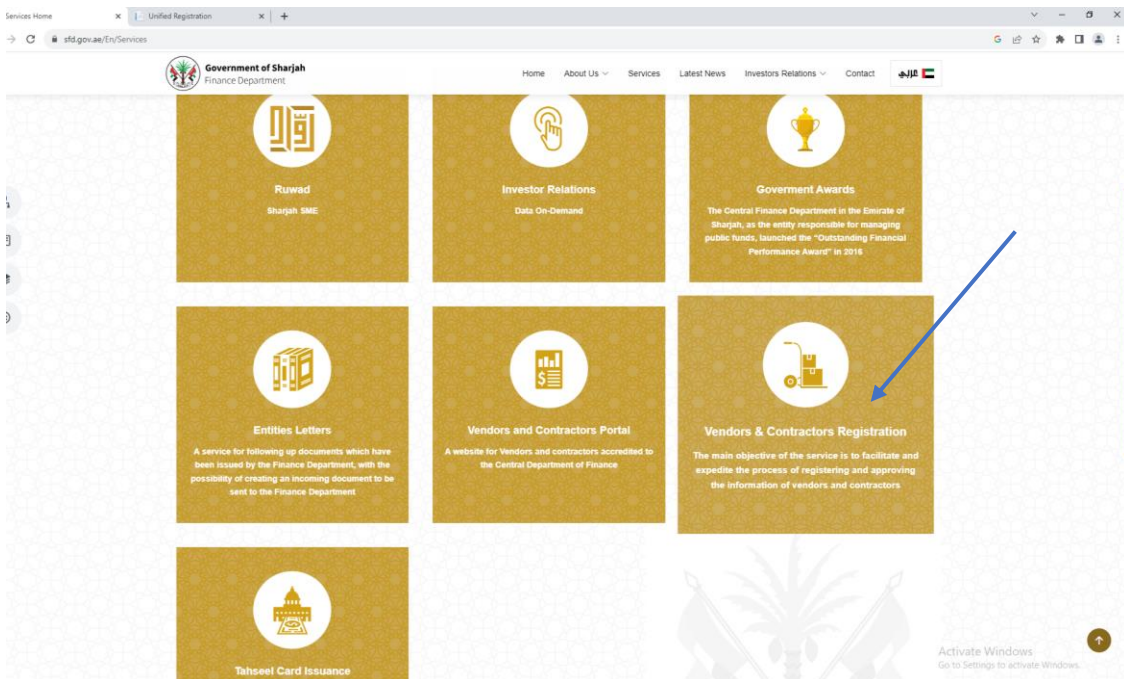 Services Home
Unified Registration
sfd.gov.ae/En/Services
Government of Sharjah
Finance Department
Home
About Us
Services
Latest News
Investors Relations
Contact
عربي
Ruwad
Sharjah SME
Investor Relations
Data On-Demand
Goverment Awards
The Central Finance Department in the Emirate of
Sharjah, as the entity responsible for managing
public funds, launched the "Outstanding Financial
Performance Award" in 2016
Entities Letters
A service for following up documents which have
been issued by the Finance Department, with the
possibility of creating an incoming document to be
sent to the Finance Department
Vendors and Contractors Portal
A website for Vendors and contractors accredited to
the Central Department of Finance
Vendors & Contractors Registration
The main objective of the service is to facilitate and
expedite the process of registering and approving
the information of vendors and contractors
Tahseel Card Issuance
Activate Windows
Go to Settings to activate Windows.